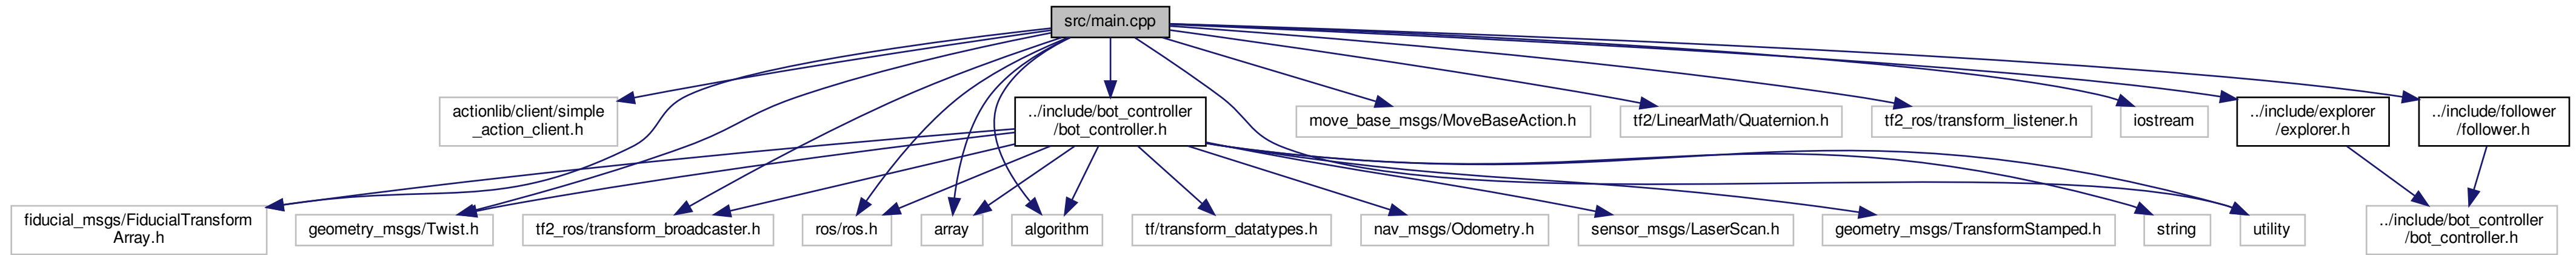 src/main.cpp
actionlib/client/simple
_action_client.h
../include/bot_controller
/bot_controller.h
move_base_msgs/MoveBaseAction.h
tf2/LinearMath/Quaternion.h
tf2_ros/transform_listener.h
iostream
../include/explorer
/explorer.h
../include/follower
/follower.h
fiducial_msgs/FiducialTransform
Array.h
geometry_msgs/Twist.h
tf2_ros/transform_broadcaster.h
ros/ros.h
array
algorithm
tf/transform_datatypes.h
nav_msgs/Odometry.h
sensor_msgs/LaserScan.h
geometry_msgs/TransformStamped.h
string
utility
../include/bot_controller
/bot_controller.h